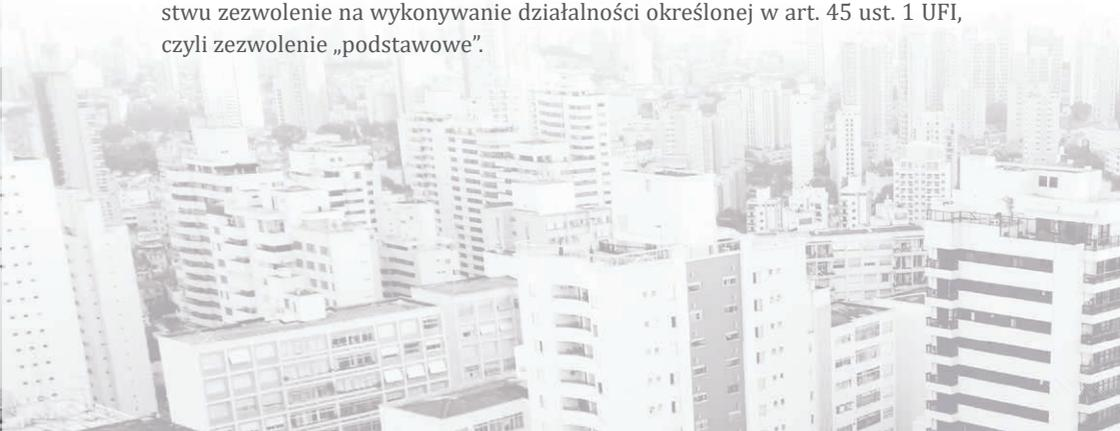 stwu zezwolenie na wykonywanie działalności określonej w art. 45 ust. 1 UFI,
czyli zezwolenie „podstawowe”.